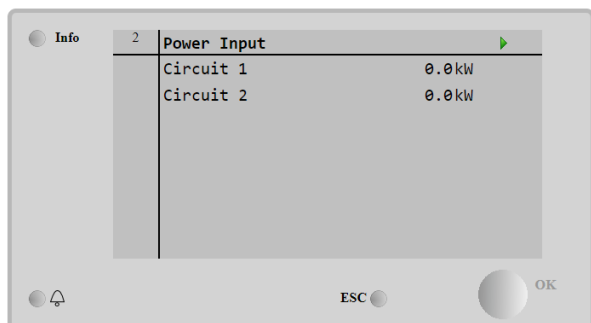 Info
2 Power Input
Circuit 1 0.0kW
Circuit 2 0.0kW
ESC
OK